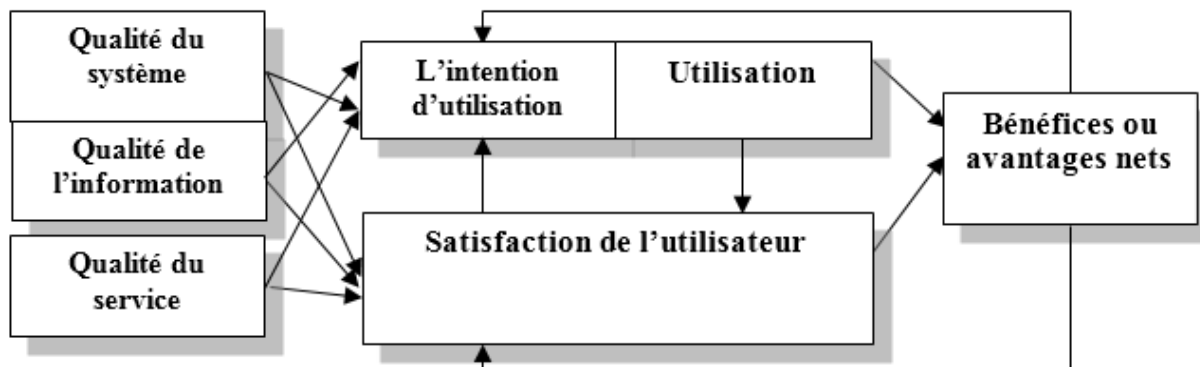 Qualité du
système
Qualité de
l’information
Qualité du
service
L’intention
d’utilisation
Utilisation
Satisfaction de l’utilisateur
Bénéfices ou
avantages nets